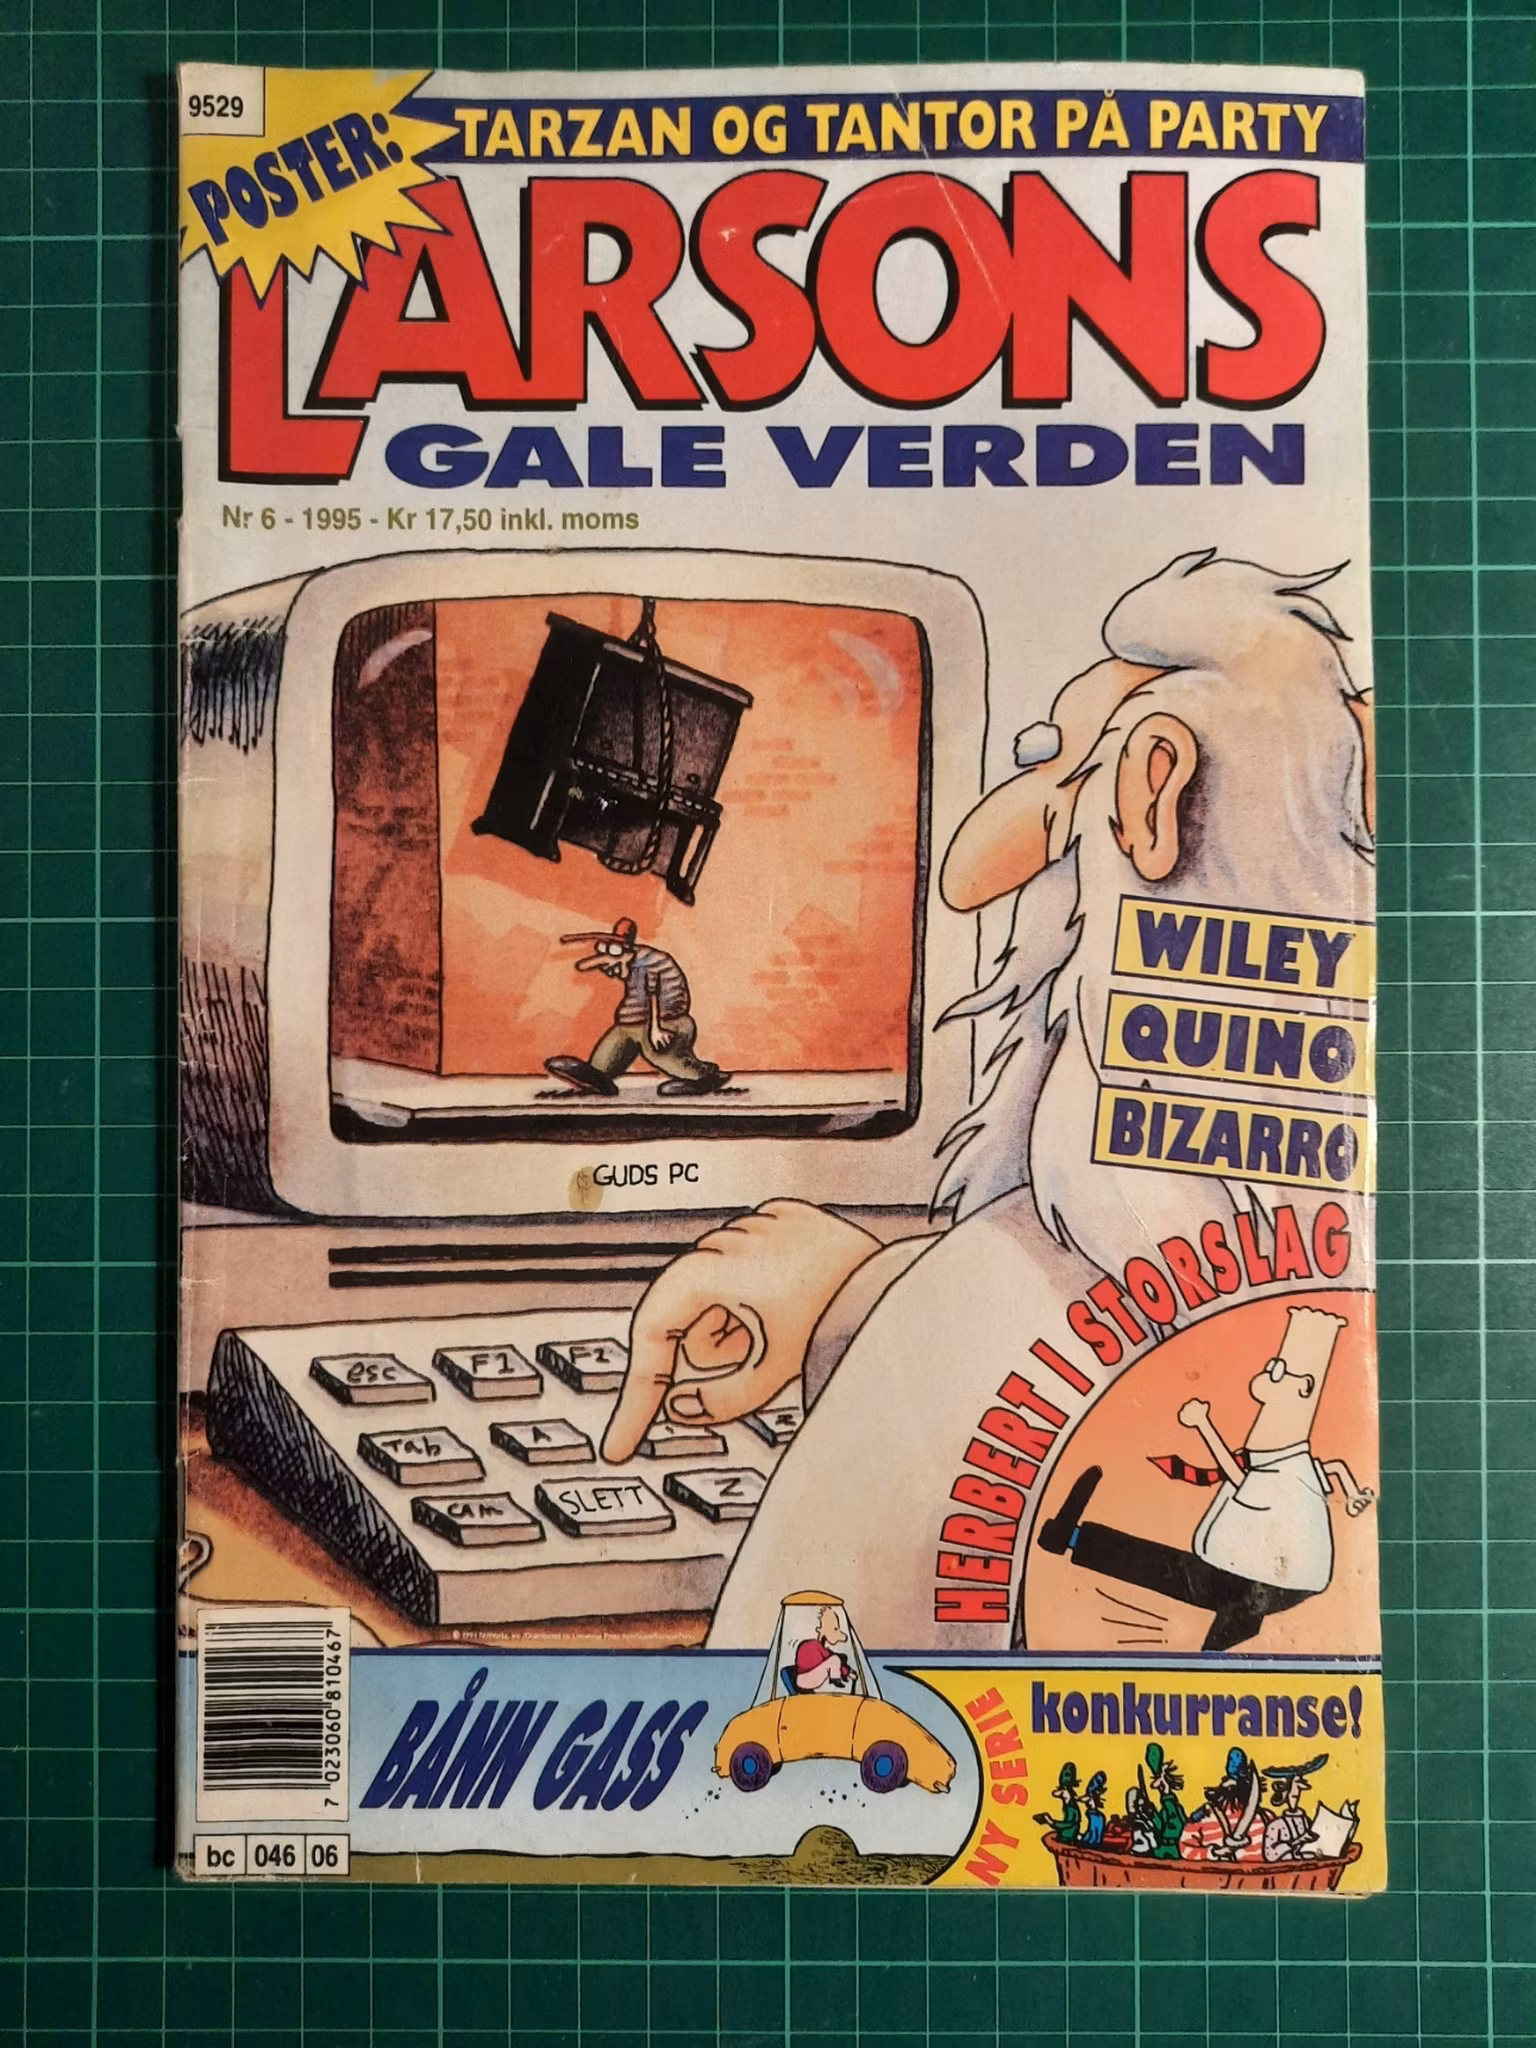 9529
POSTER:
TARZAN OG TANTOR PÅ PARTY
LARSONS
GALE VERDEN
Nr 6 - 1995 - Kr 17,50 inkl. moms
WILEY
QUINO
BIZARRO
GUDS PC
HERBERT I STORSLAG
esc F1 F2
Tab A
SLETT Z
BÅNN GASS
NY SERIE
konkurranse!
7 023060 810467
bc 046 06